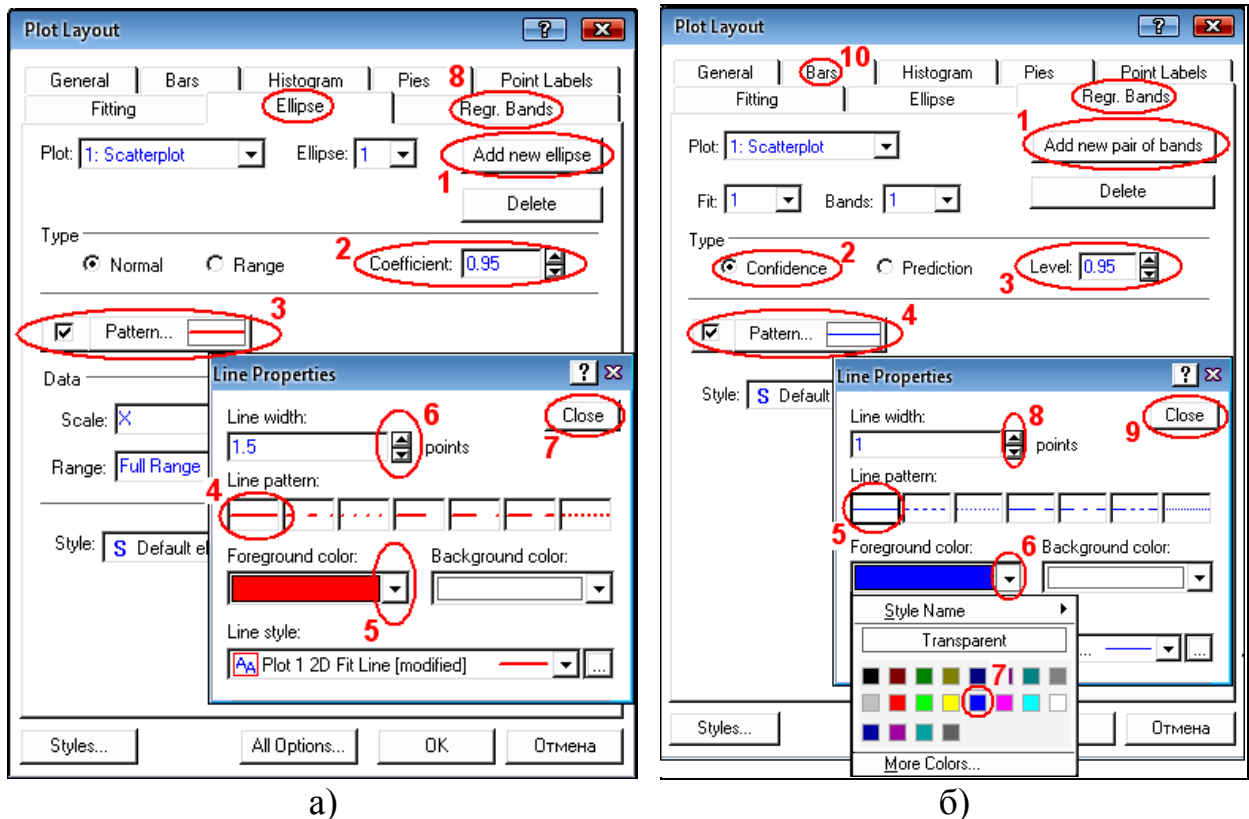 Plot Layout ?
General Bars Histogram Pies 8 Point Labels
Fitting Ellipse Regr. Bands
Plot: 1: Scatterplot Ellipse: 1 Add new ellipse
1
Delete
Type
Normal Range 2 Coefficient: 0.95
3
Pattern...
Data
Scale: X
Range: Full Range
Style: S Default el
Line Properties ?
Line width: 6 Close
1.5 points 7
Line pattern:
4
Foreground color: Background color:
5
Line style:
AA Plot 1 2D Fit Line [modified] ...
Styles... All Options... OK Отмена
а)
Plot Layout ?
General Bars 10 Histogram Pies Point Labels
Fitting Ellipse Regr. Bands
1
Plot: 1: Scatterplot Add new pair of bands
Fit: 1 Bands: 1 Delete
Type
Confidence 2 Prediction Level: 0.95
3
4
Pattern...
Style: S Default
Line Properties ?
Line width: 8 Close
1 points 9
Line pattern:
5
Foreground color: 6 Background color:
Style Name
Transparent
... ...
7
More Colors...
Styles... Отмена
б)